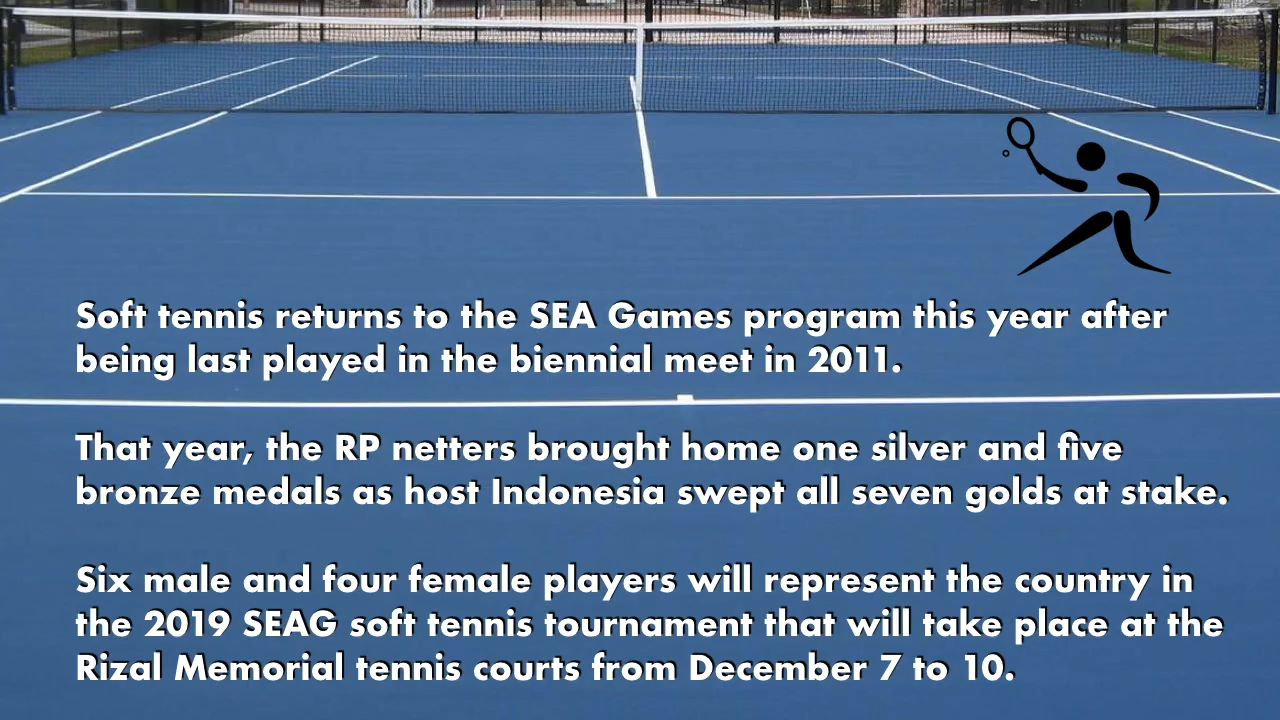 Soft tennis returns to the SEA Games program this year after
being last played in the biennial meet in 2011.
That year, the RP netters brought home one silver and five
bronze medals as host Indonesia swept all seven golds at stake.
Six male and four female players will represent the country in
the 2019 SEAG soft tennis tournament that will take place at the
Rizal Memorial tennis courts from December 7 to 10.